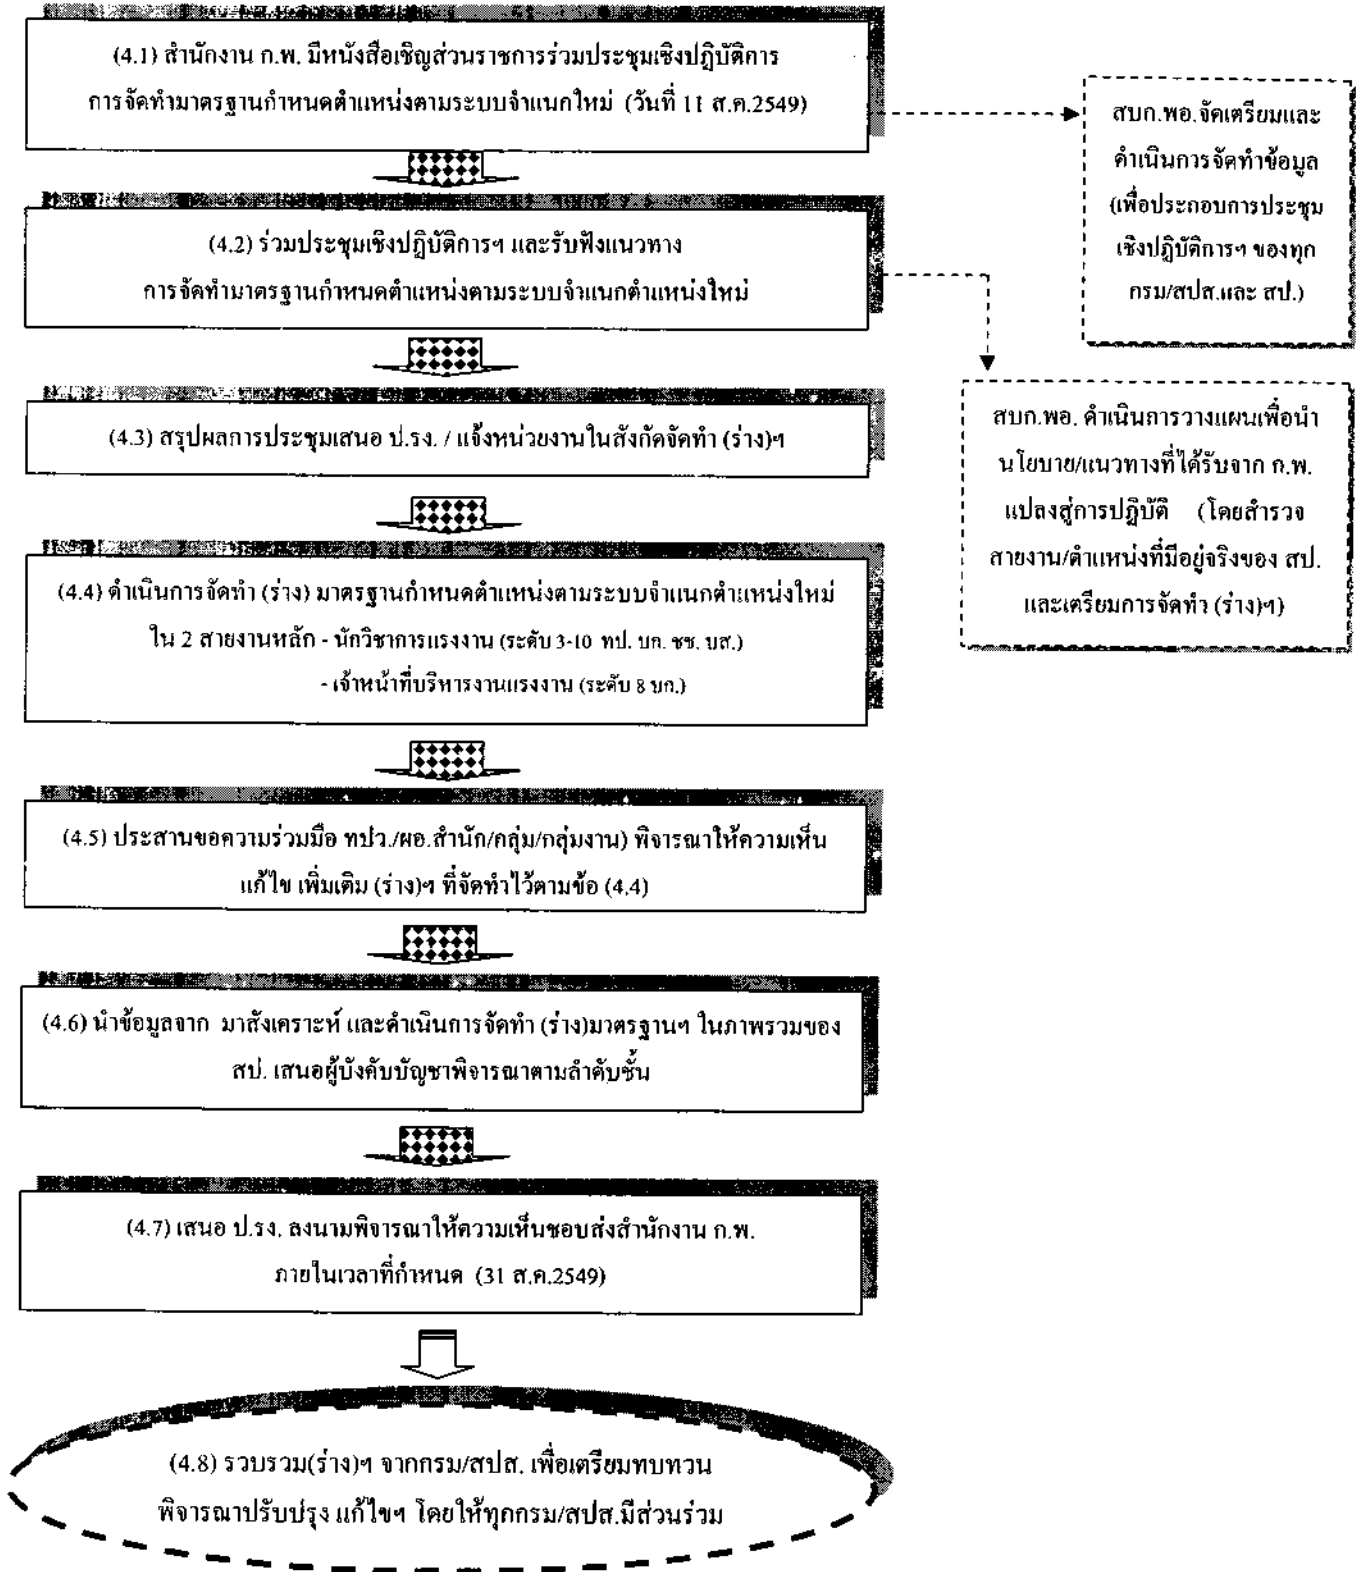 (4.1) สำนักงาน ก.พ. มีหนังสือเชิญส่วนราชการร่วมประชุมเชิงปฏิบัติการ
การจัดทำมาตรฐานกำหนดตำแหน่งตามระบบจำแนกใหม่ (วันที่ 11 ส.ค.2549)
สบก.พอ.จัดเตรียมและ
ดำเนินการจัดทำข้อมูล
(เพื่อประกอบการประชุม
เชิงปฏิบัติการฯ ของทุก
กรม/สปส.และ สป.)
(4.2) ร่วมประชุมเชิงปฏิบัติการฯ และรับฟังแนวทาง
การจัดทำมาตรฐานกำหนดตำแหน่งตามระบบจำแนกตำแหน่งใหม่
สบก.พอ. ดำเนินการวางแผนเพื่อนำ
นโยบาย/แนวทางที่ได้รับจาก ก.พ.
แปลงสู่การปฏิบัติ (โดยสำรวจ
สายงาน/ตำแหน่งที่มีอยู่จริงของ สป.
และเตรียมการจัดทำ (ร่าง)ฯ)
(4.3) สรุปผลการประชุมเสนอ ป.รง. / แจ้งหน่วยงานในสังกัดจัดทำ (ร่าง)ฯ
(4.4) ดำเนินการจัดทำ (ร่าง) มาตรฐานกำหนดตำแหน่งตามระบบจำแนกตำแหน่งใหม่
ใน 2 สายงานหลัก - นักวิชาการแรงงาน (ระดับ 3-10 ทป. บก. ชช. บส.)
- เจ้าหน้าที่บริหารงานแรงงาน (ระดับ 8 บก.)
(4.5) ประสานขอความร่วมมือ ทปว./ผอ.สำนัก/กลุ่ม/กลุ่มงาน) พิจารณาให้ความเห็น
แก้ไข เพิ่มเติม (ร่าง)ฯ ที่จัดทำไว้ตามข้อ (4.4)
(4.6) นำข้อมูลจาก มาสังเคราะห์ และดำเนินการจัดทำ (ร่าง)มาตรฐานฯ ในภาพรวมของ
สป. เสนอผู้บังคับบัญชาพิจารณาตามลำดับชั้น
(4.7) เสนอ ป.รง. ลงนามพิจารณาให้ความเห็นชอบส่งสำนักงาน ก.พ.
ภายในเวลาที่กำหนด (31 ส.ค.2549)
(4.8) รวบรวม(ร่าง)ฯ จากกรม/สปส. เพื่อเตรียมทบทวน
พิจารณาปรับปรุง แก้ไขฯ โดยให้ทุกกรม/สปส.มีส่วนร่วม